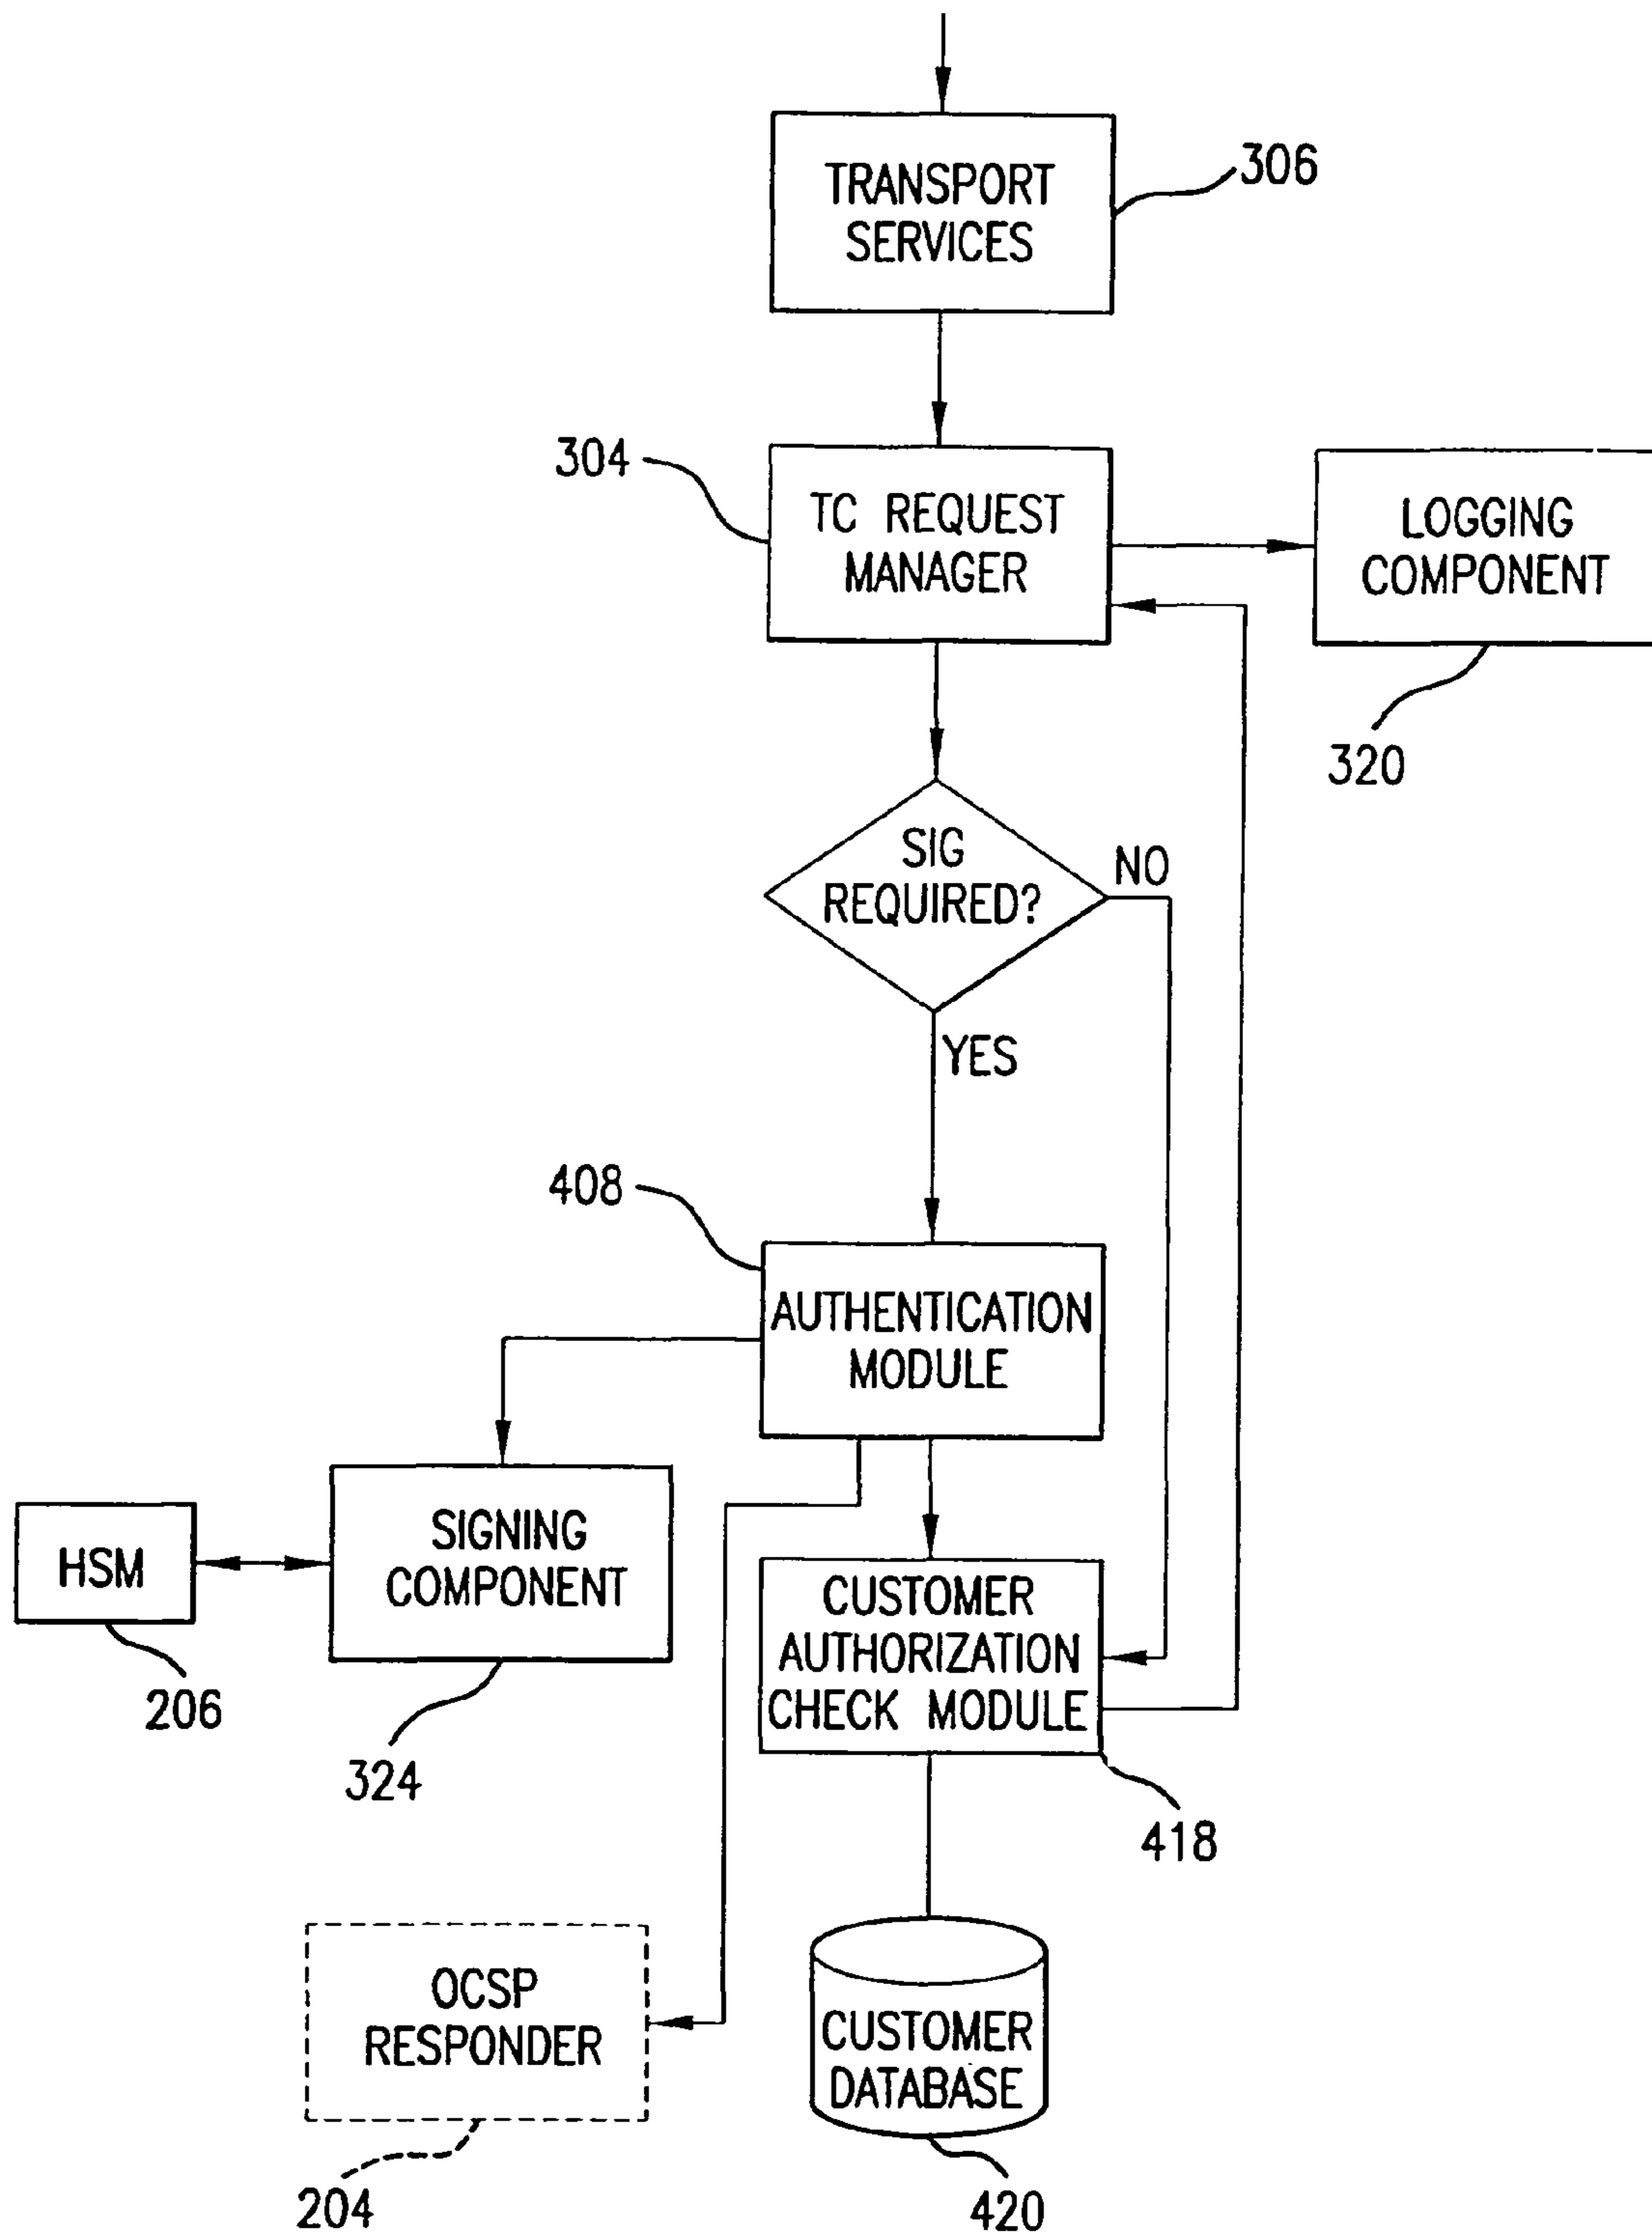 TRANSPORT
SERVICES
306
304
TC REQUEST
MANAGER
LOGGING
COMPONENT
320
SIG
REQUIRED?
NO
YES
408
AUTHENTICATION
MODULE
HSM
206
SIGNING
COMPONENT
324
CUSTOMER
AUTHORIZATION
CHECK MODULE
418
OCSP
RESPONDER
204
CUSTOMER
DATABASE
420